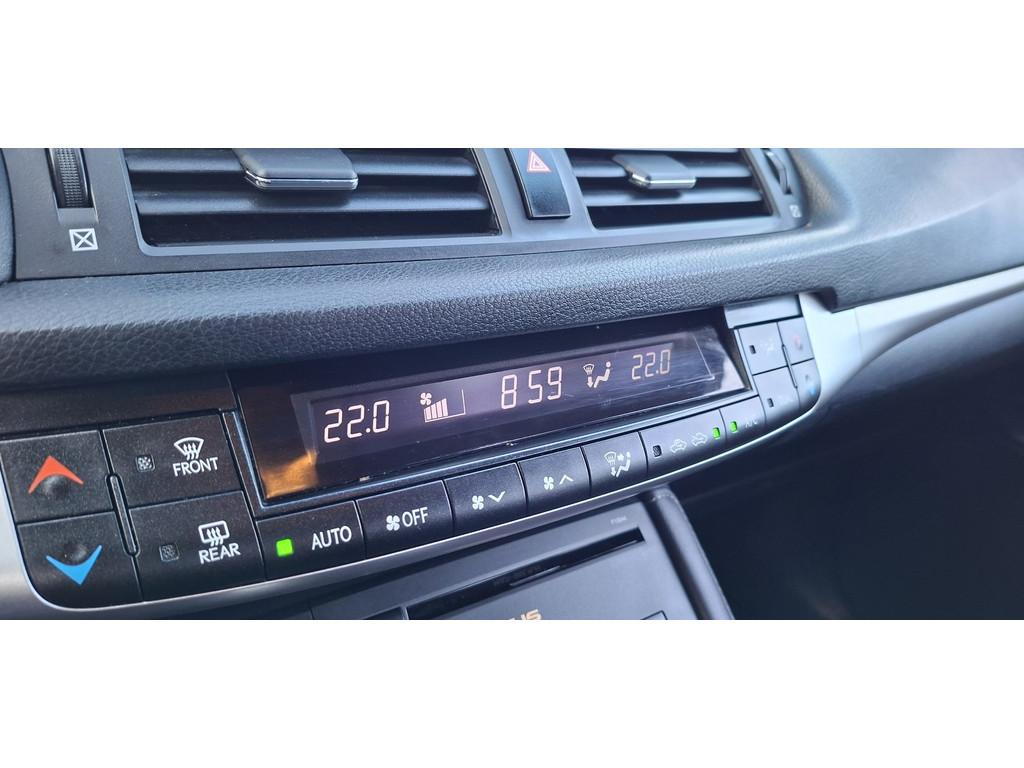 22.0 8 59 22.0
FRONT
REAR
AUTO
OFF
A/C